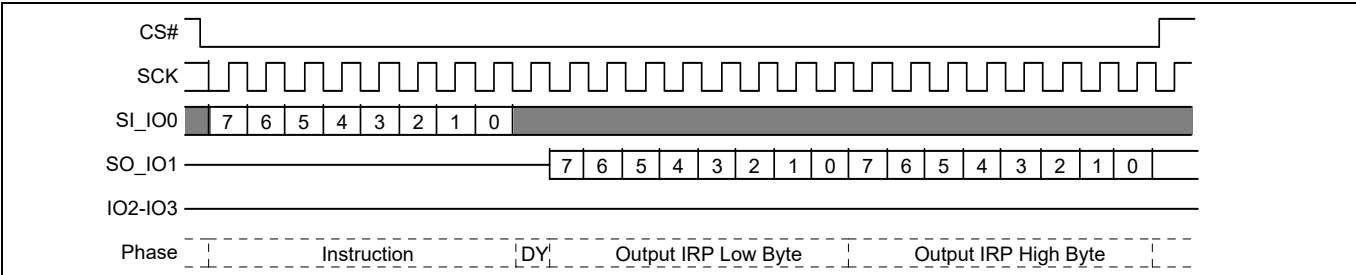 CS#
SCK
SI_IO0 7 6 5 4 3 2 1 0
SO_IO1 7 6 5 4 3 2 1 0 7 6 5 4 3 2 1 0
IO2-IO3
Phase Instruction DY Output IRP Low Byte Output IRP High Byte